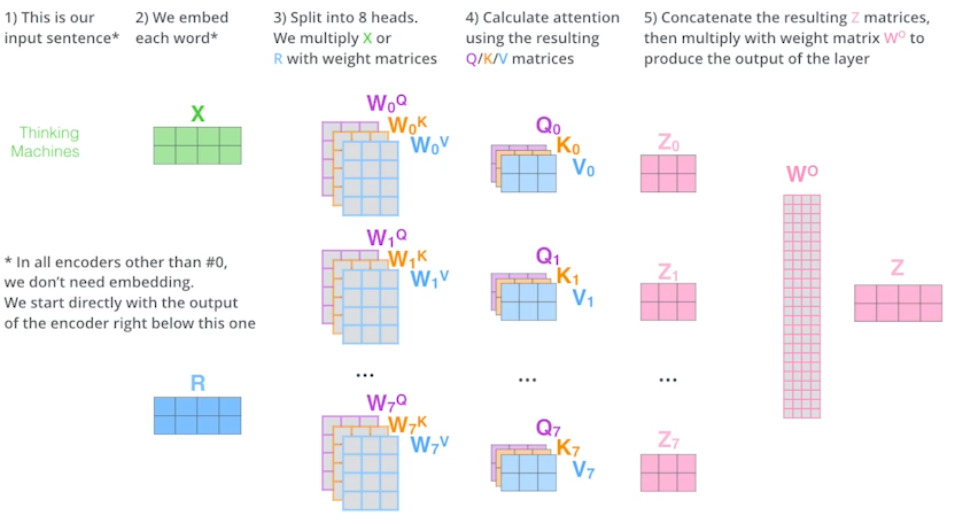 1) This is our
input sentence*
2) We embed
each word*
3) Split into 8 heads.
We multiply X or
R with weight matrices
4) Calculate attention
using the resulting
Q/K/V matrices
5) Concatenate the resulting Z matrices,
then multiply with weight matrix Wᴼ to
produce the output of the layer
Thinking
Machines
X
W₀Q
W₀K
W₀V
Q₀
K₀
V₀
Z₀
Wᴼ
* In all encoders other than #0,
we don't need embedding.
We start directly with the output
of the encoder right below this one
W₁Q
W₁K
W₁V
Q₁
K₁
V₁
Z₁
Z
...
...
...
R
W₇Q
W₇K
W₇V
Q₇
K₇
V₇
Z₇